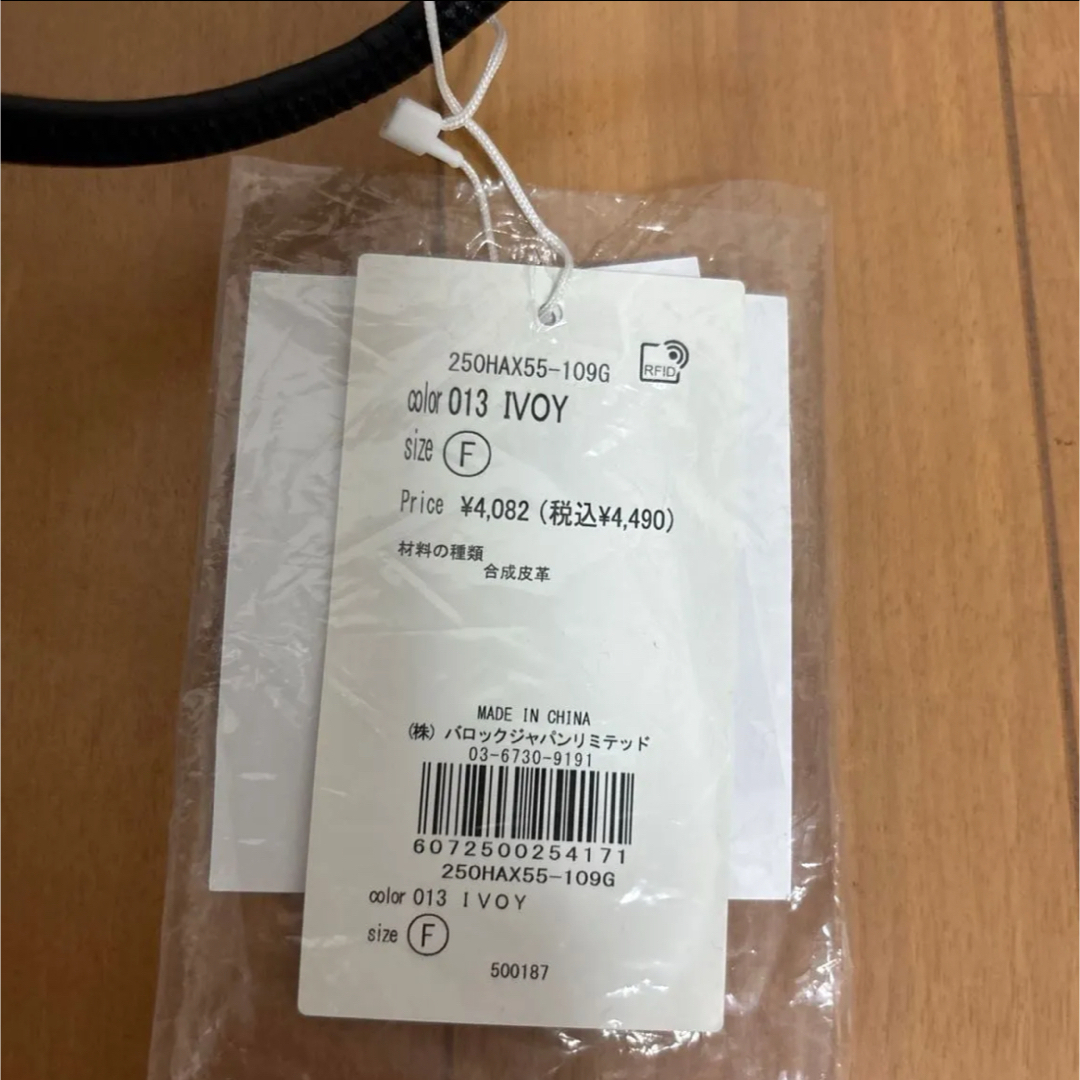 250HAX55-109G
RFID
color 013 IVOY
size F
Price ¥4,082 (税込¥4,490)
材料の種類
合成皮革
MADE IN CHINA
(株) バロックジャパンリミテッド
03-6730-9191
6072500254171
250HAX55-109G
color 013 IVOY
size F
500187